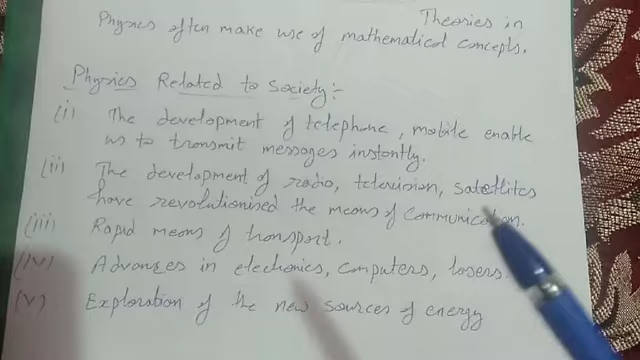 Theories in
Physics often make use of mathematical concepts.
Physics Related to Society:-
(i) The development of telephone, mobile enable
us to transmit messages instantly.
(ii) The development of radio, television, satellites
have revolutionised the means of communication.
(iii) Rapid means of transport.
(iv) Advances in electronics, computers, lasers.
(v) Exploration of the new sources of energy